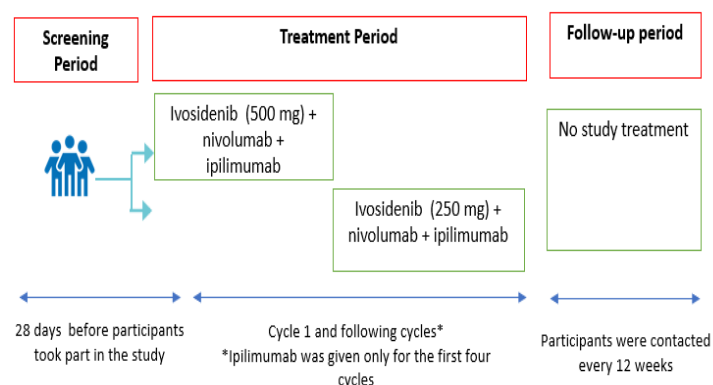 Screening
Period
Treatment Period
Follow-up period
Ivosidenib (500 mg) +
nivolumab +
ipilimumab
No study treatment
Ivosidenib (250 mg) +
nivolumab + ipilimumab
28 days before participants
took part in the study
Cycle 1 and following cycles*
*Ipilimumab was given only for the first four
cycles
Participants were contacted
every 12 weeks